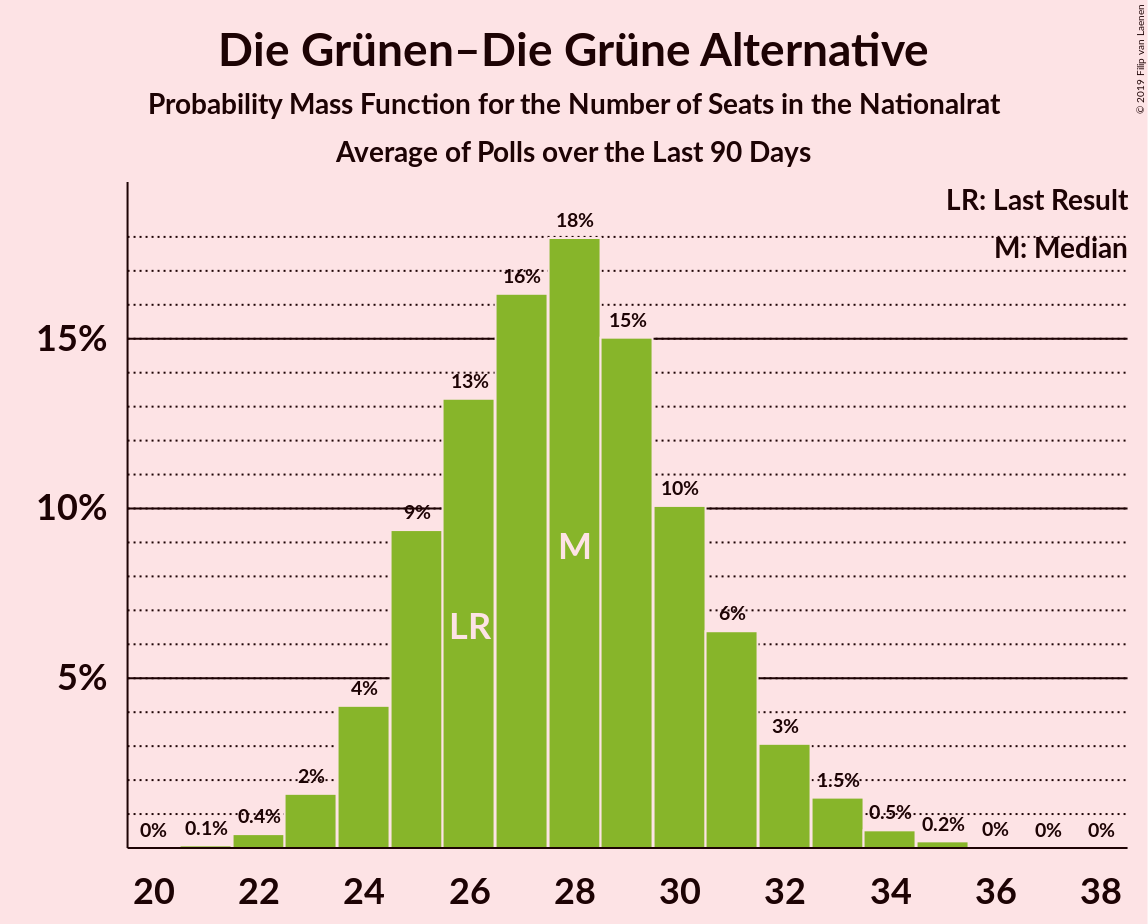 Die Grünen–Die Grüne Alternative
Probability Mass Function for the Number of Seats in the Nationalrat
Average of Polls over the Last 90 Days
© 2019 Filip van Laenen
LR: Last Result
M: Median
15%
10%
5%
0%
0.1%
0.4%
2%
4%
9%
13%
16%
18%
15%
10%
6%
3%
1.5%
0.5%
0.2%
0%
0%
0%
LR
M
20 22 24 26 28 30 32 34 36 38